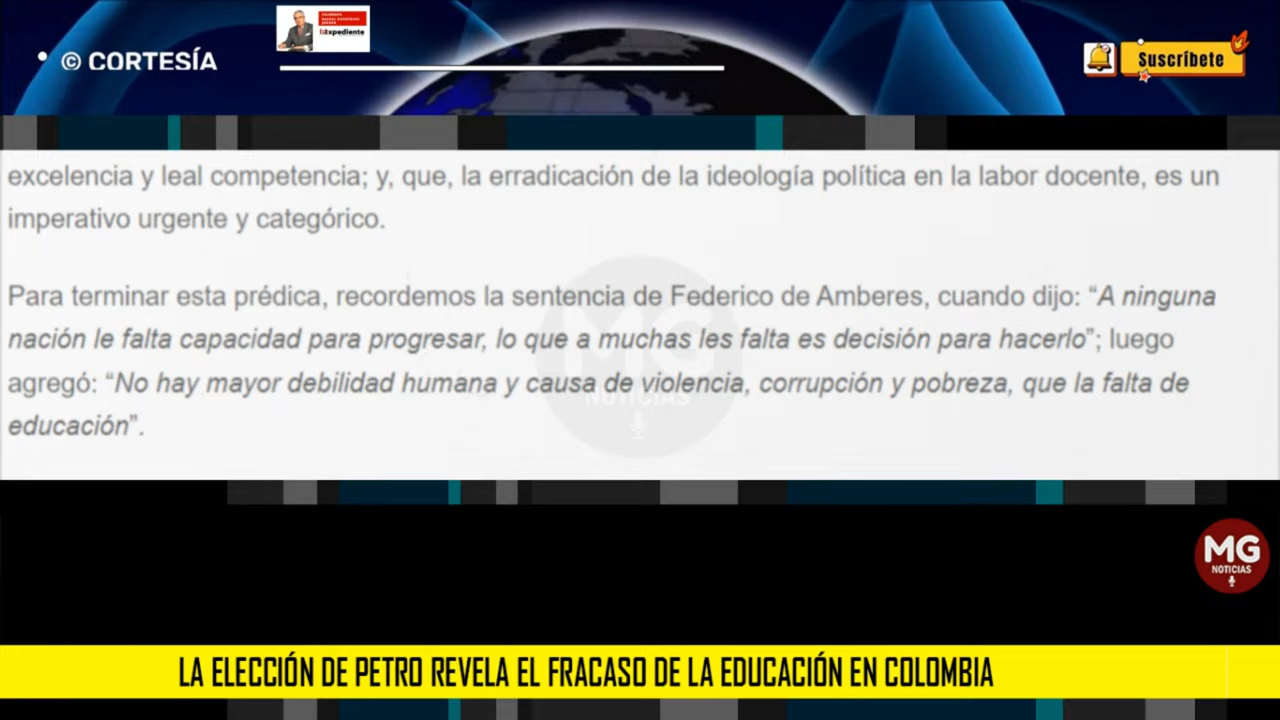 © CORTESÍA
Expediente
Suscríbete
excelencia y leal competencia; y, que, la erradicación de la ideología política en la labor docente, es un
imperativo urgente y categórico.
Para terminar esta prédica, recordemos la sentencia de Federico de Amberes, cuando dijo: “A ninguna
nación le falta capacidad para progresar, lo que a muchas les falta es decisión para hacerlo”; luego
agregó: “No hay mayor debilidad humana y causa de violencia, corrupción y pobreza, que la falta de
educación”.
MG
NOTICIAS
MG
NOTICIAS
LA ELECCIÓN DE PETRO REVELA EL FRACASO DE LA EDUCACIÓN EN COLOMBIA